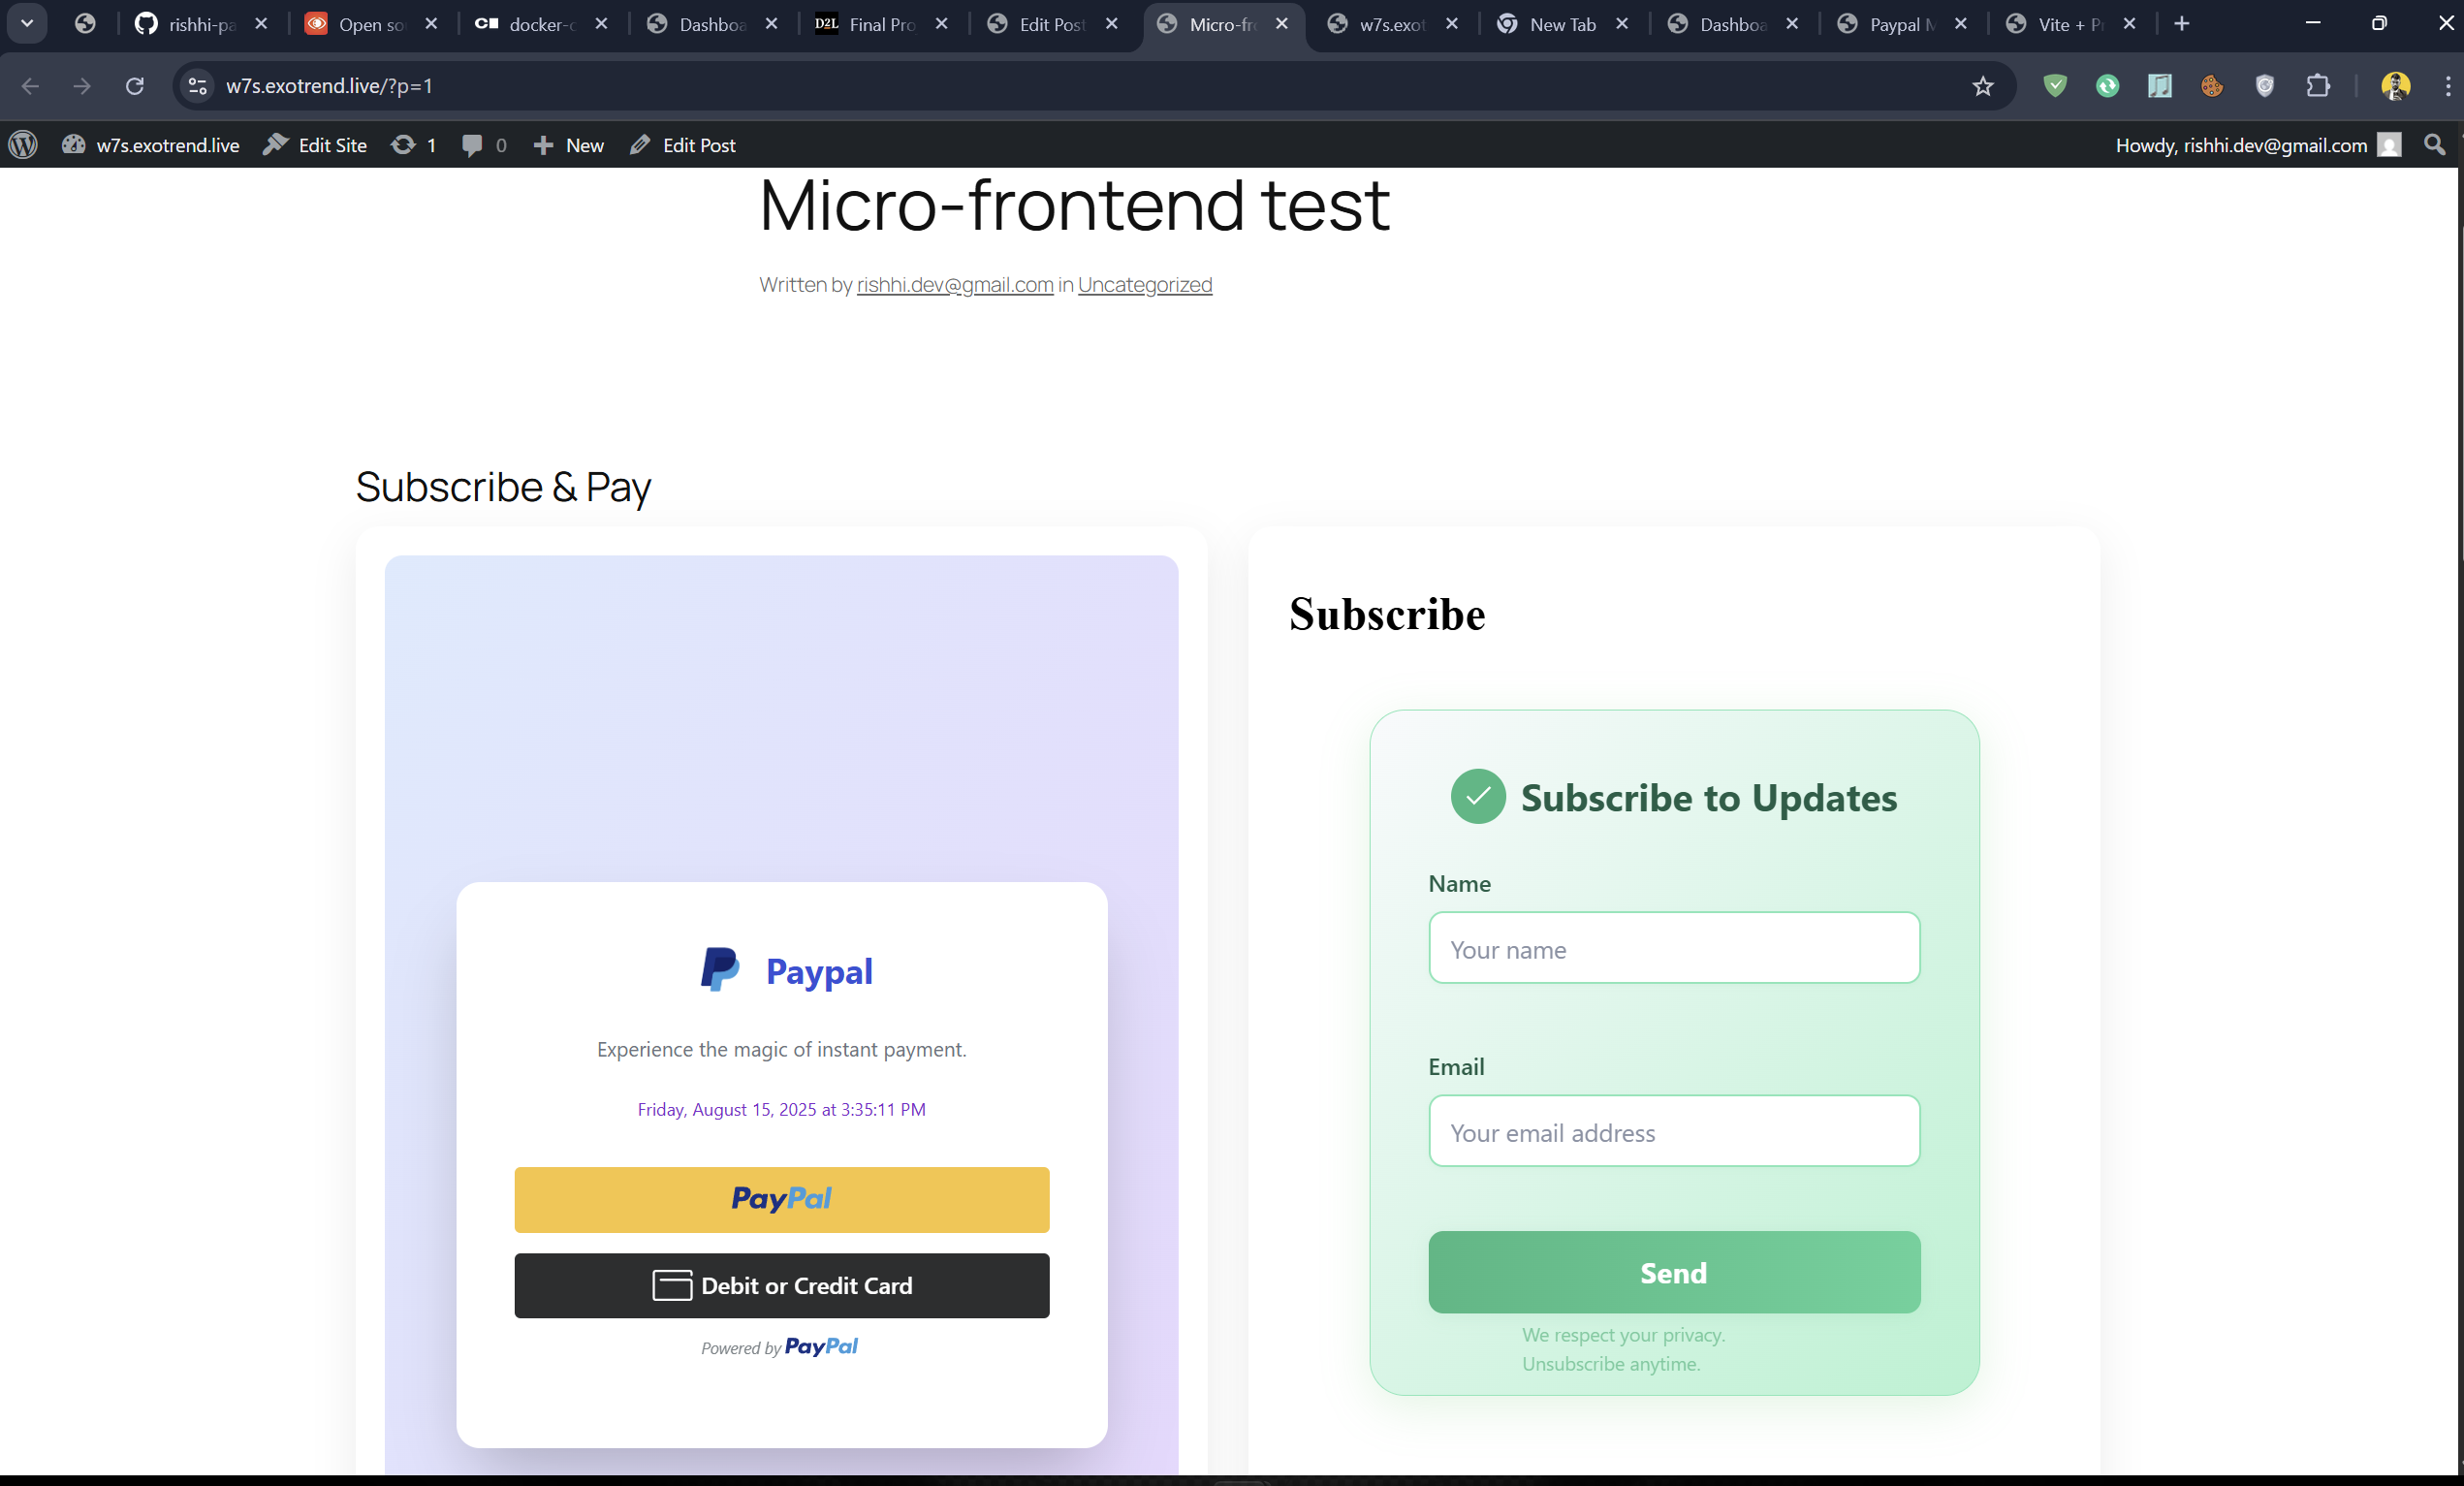 rishhi-pa
Open so
docker-c
Dashboa
D2L Final Pro
Edit Post
Micro-fr
w7s.exot
New Tab
Dashboa
Paypal M
Vite + Pr
w7s.exotrend.live/?p=1
w7s.exotrend.live
Edit Site
1
0
New
Edit Post
Howdy, rishhi.dev@gmail.com
Micro-frontend test
Written by rishhi.dev@gmail.com in Uncategorized
Subscribe & Pay
Paypal
Experience the magic of instant payment.
Friday, August 15, 2025 at 3:35:11 PM
PayPal
Debit or Credit Card
Powered by PayPal
Subscribe
Subscribe to Updates
Name
Your name
Email
Your email address
Send
We respect your privacy.
Unsubscribe anytime.